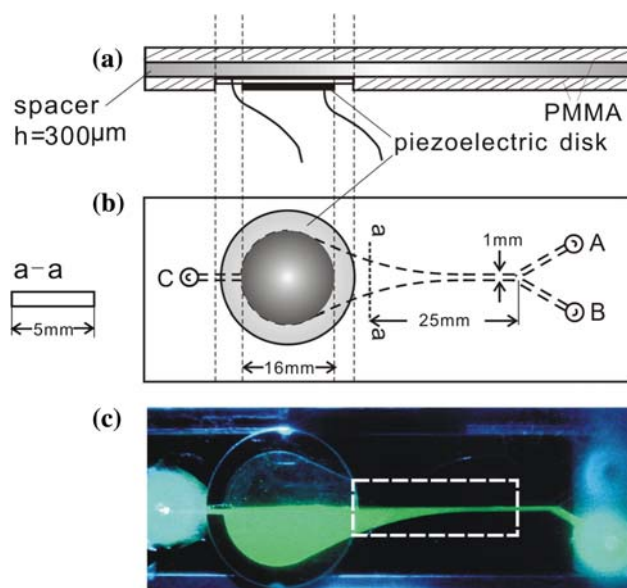 (a)
spacer
h=300μm
PMMA
piezoelectric disk
(b)
a
A
1mm
a-a
C
B
25mm
5mm
a
16mm
(c)